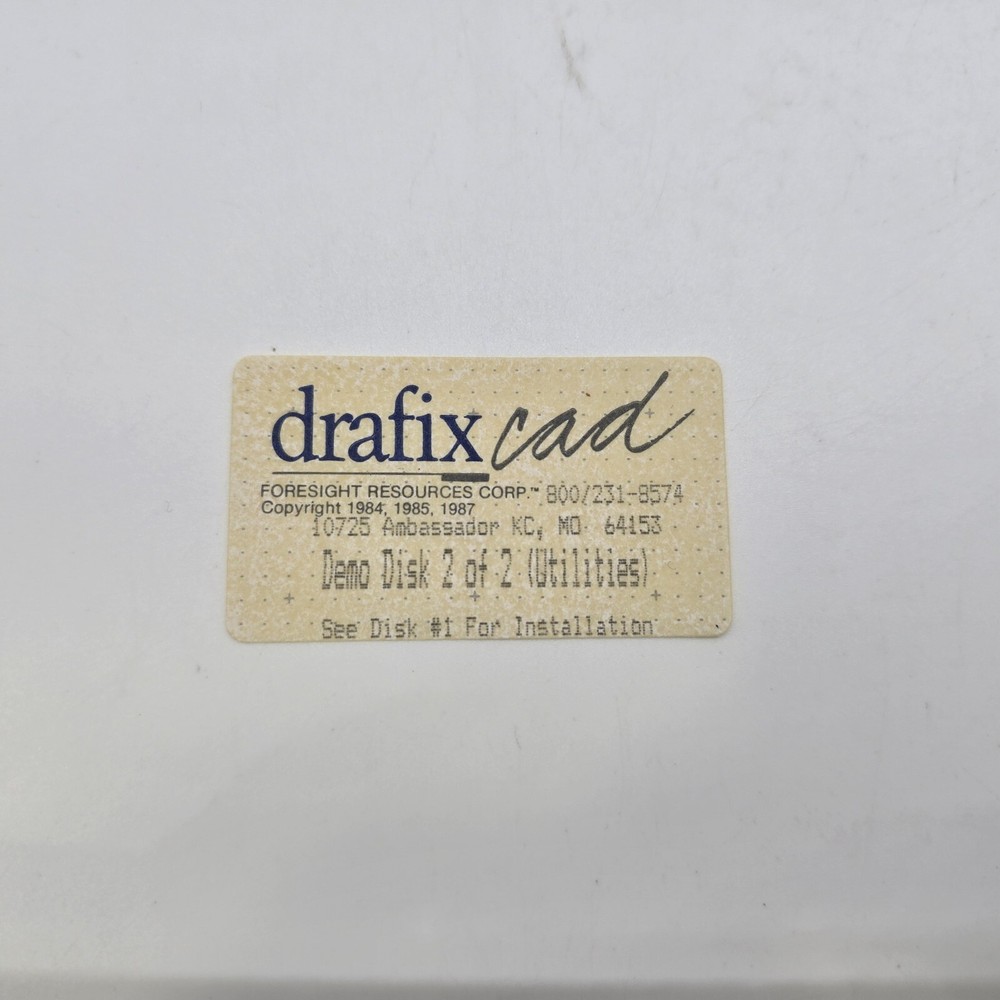 drafix cad
FORESIGHT RESOURCES CORP.™ 800/231-8574
Copyright 1984, 1985, 1987
10725 Ambassador KC, MO 64153
Demo Disk 2 of 2 (Utilities)
See Disk #1 For Installation